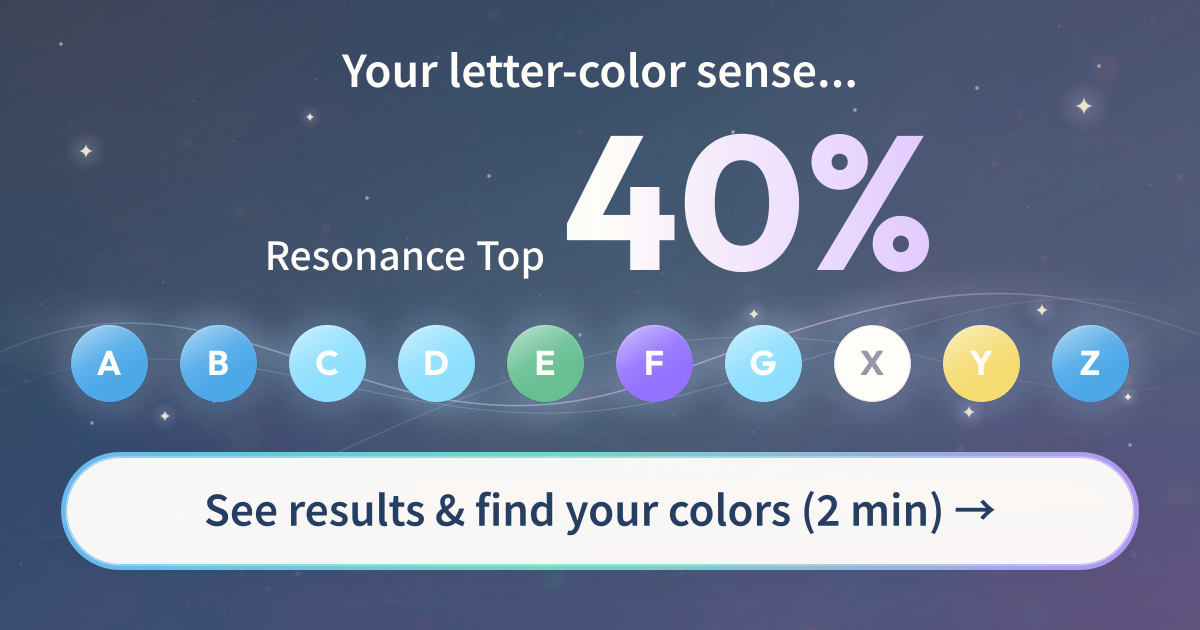 Your letter-color sense...
Resonance Top 40%
A B C D E F G X Y Z
See results & find your colors (2 min) →